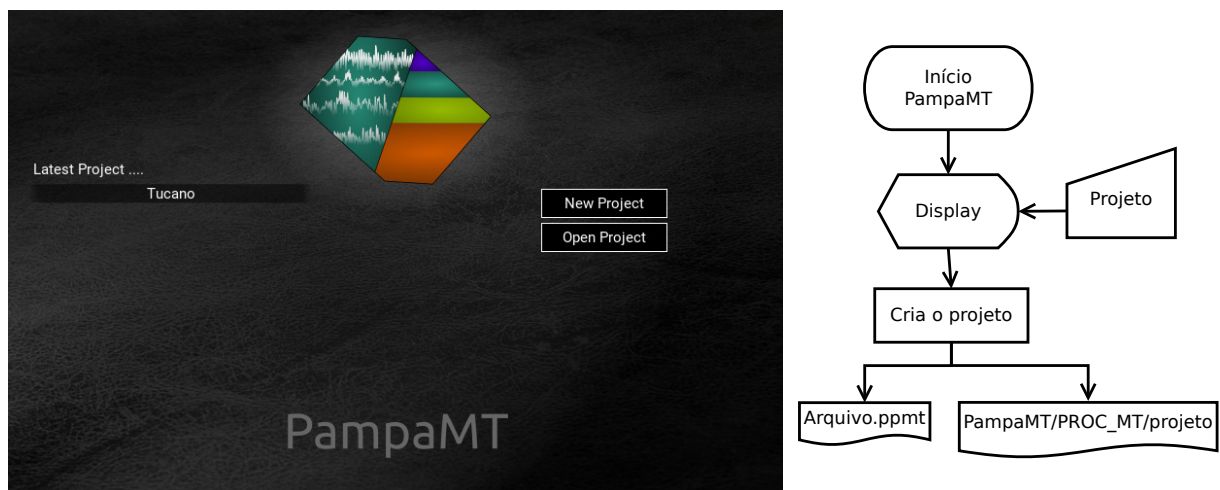 Latest Project ....
Tucano
New Project
Open Project
PampaMT
Início
PampaMT
Display
Projeto
Cria o projeto
Arquivo.ppmt
PampaMT/PROC_MT/projeto